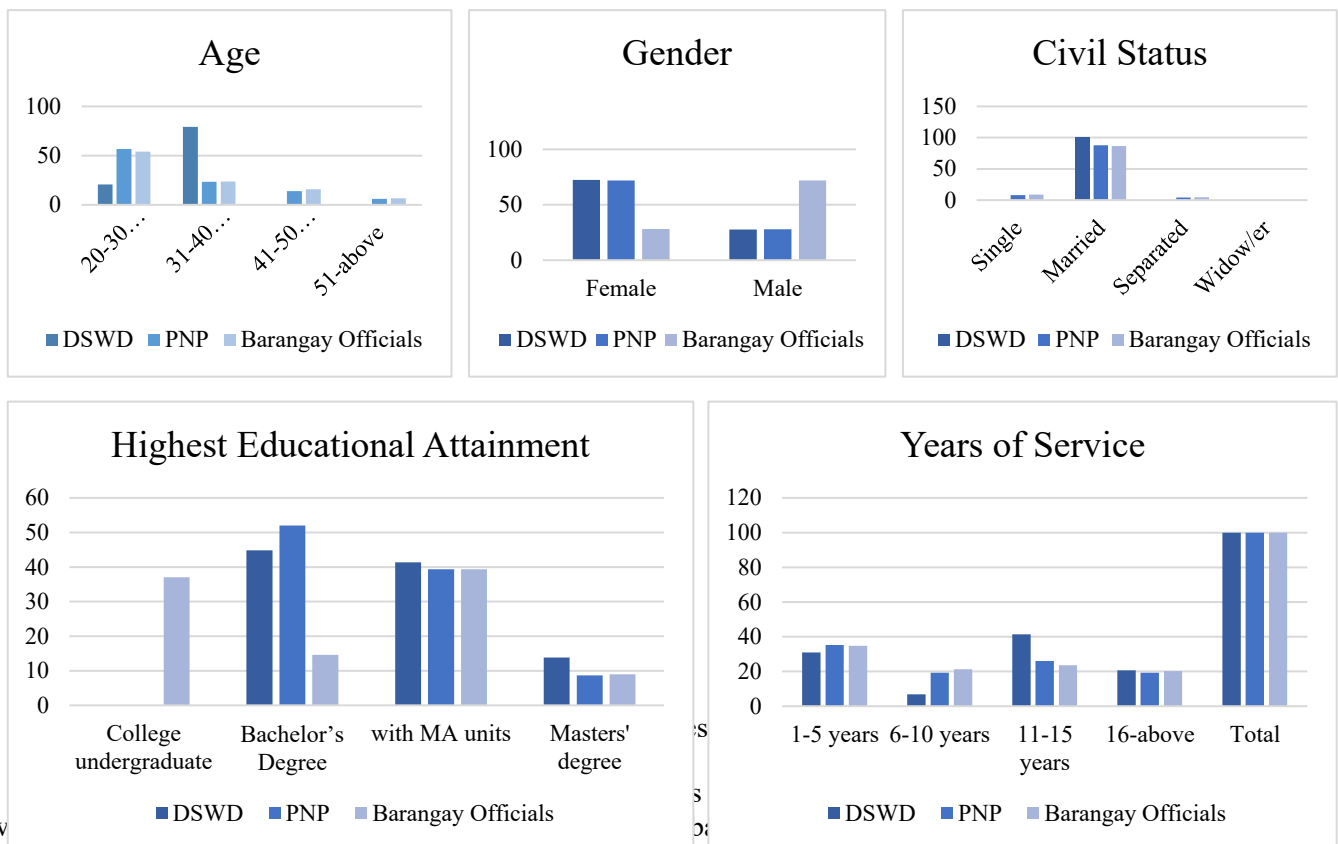 Age
100
50
0
20-30…
31-40…
41-50…
51-above
DSWD PNP Barangay Officials
Gender
100
50
0
Female Male
DSWD PNP Barangay Officials
Civil Status
150
100
50
0
Single
Married
Separated
Widow/er
DSWD PNP Barangay Officials
Highest Educational Attainment
60
50
40
30
20
10
0
College undergraduate
Bachelor’s Degree
with MA units
Masters' degree
DSWD PNP Barangay Officials
Years of Service
120
100
80
60
40
20
0
1-5 years 6-10 years 11-15 years 16-above Total
DSWD PNP Barangay Officials